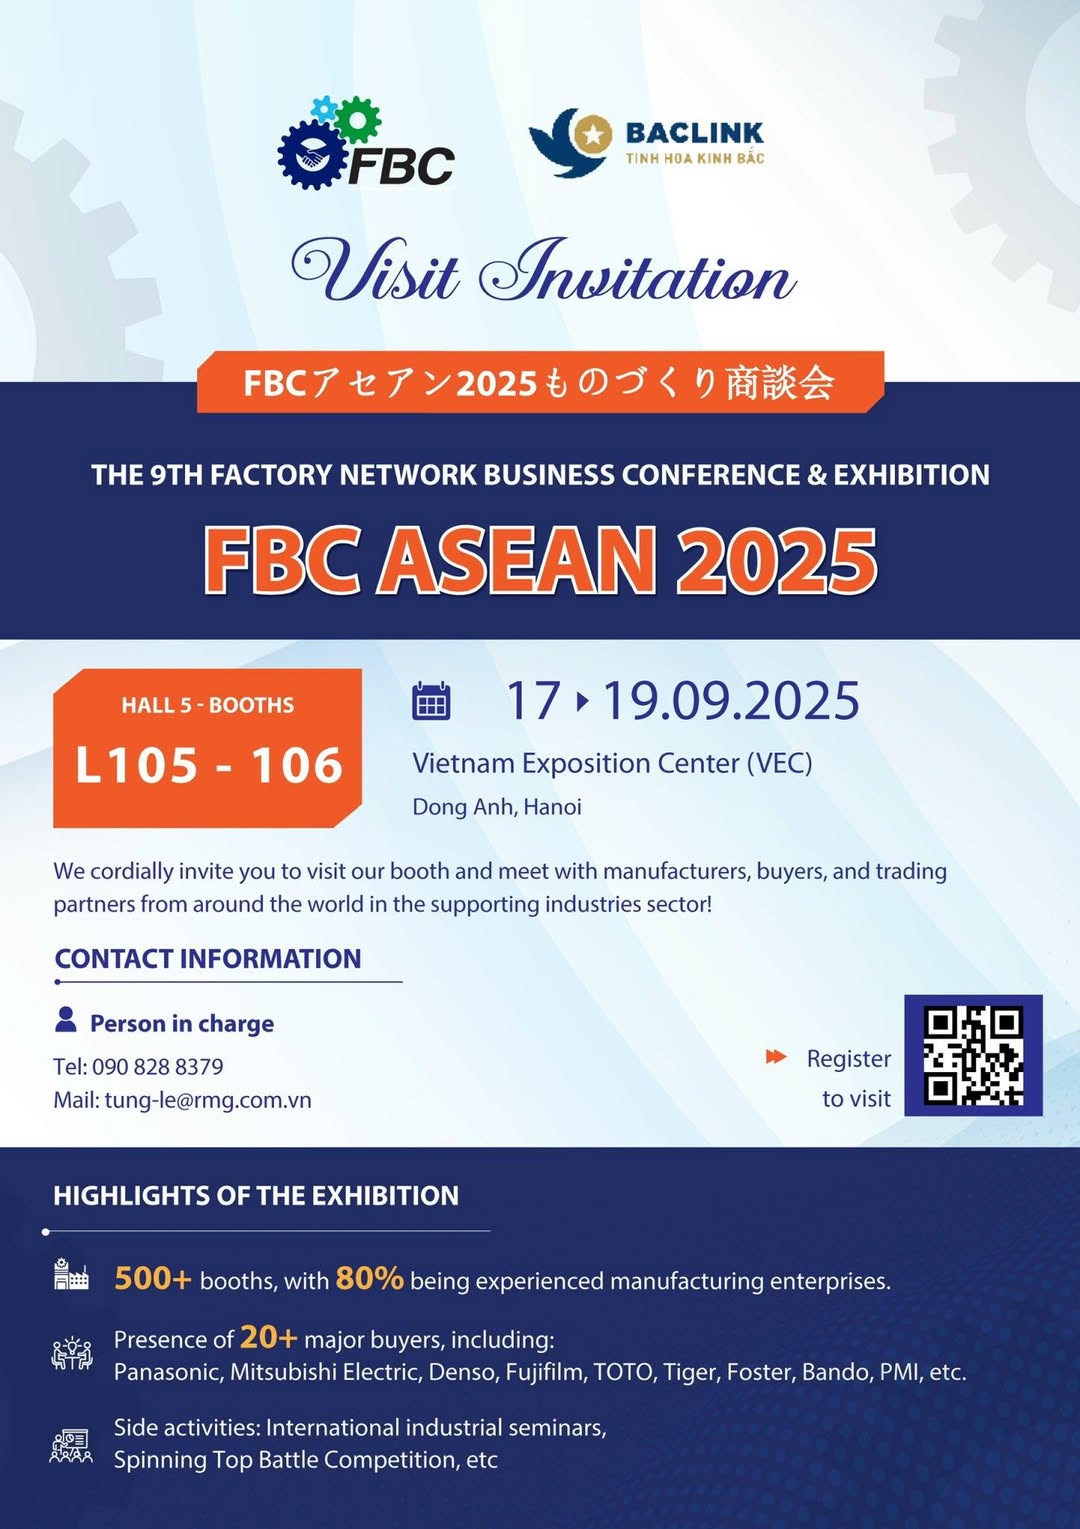 FBC
BACLINK
TINH HOA KINH BẮC
Visit Invitation
FBCアセアン2025ものづくり商談会
THE 9TH FACTORY NETWORK BUSINESS CONFERENCE & EXHIBITION
FBC ASEAN 2025
HALL 5 - BOOTHS
L105 - 106
17 ▸ 19.09.2025
Vietnam Exposition Center (VEC)
Dong Anh, Hanoi
We cordially invite you to visit our booth and meet with manufacturers, buyers, and trading
partners from around the world in the supporting industries sector!
CONTACT INFORMATION
Person in charge
Tel: 090 828 8379
Mail: tung-le@rmg.com.vn
Register
to visit
HIGHLIGHTS OF THE EXHIBITION
500+ booths, with 80% being experienced manufacturing enterprises.
Presence of 20+ major buyers, including:
Panasonic, Mitsubishi Electric, Denso, Fujifilm, TOTO, Tiger, Foster, Bando, PMI, etc.
Side activities: International industrial seminars,
Spinning Top Battle Competition, etc